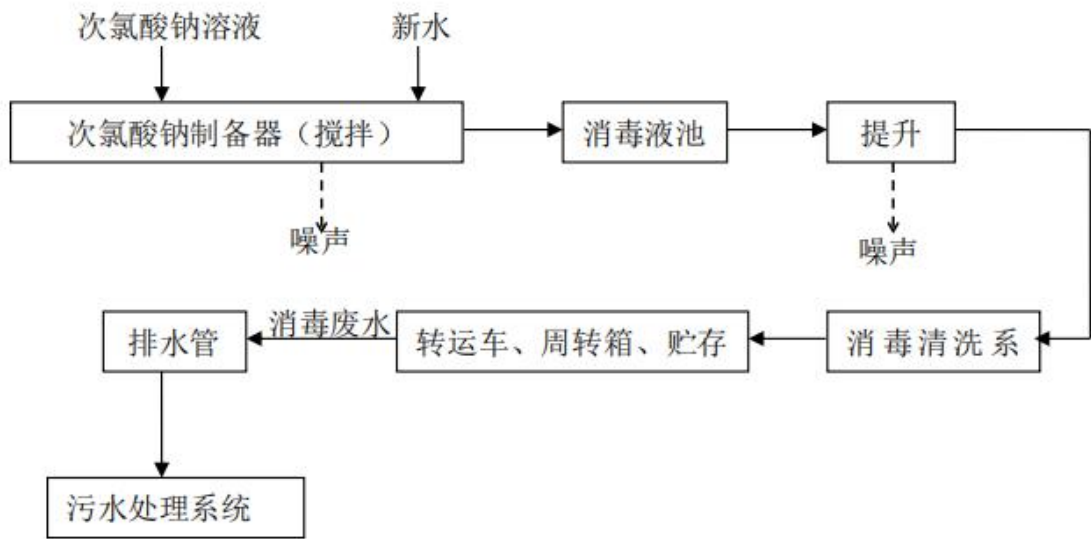 次氯酸钠溶液
新水
次氯酸钠制备器（搅拌）
消毒液池
提升
噪声
噪声
排水管
消毒废水
转运车、周转箱、贮存
消毒清洗系
污水处理系统